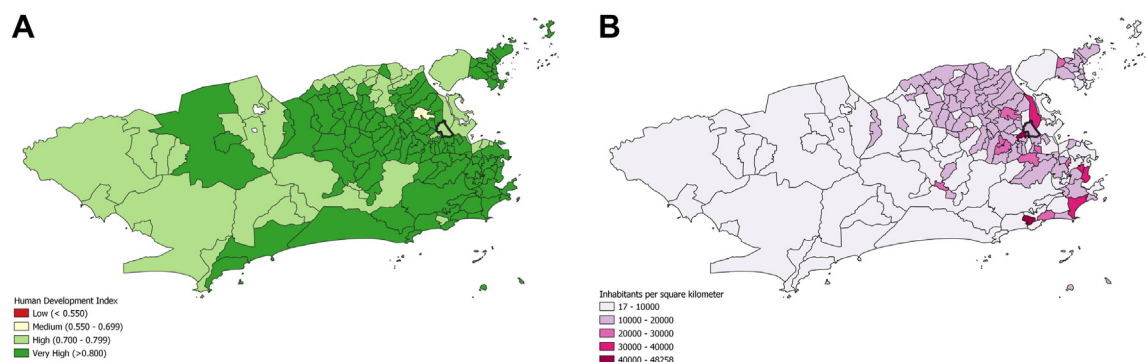 A
B
Human Development Index
Low (< 0.550)
Medium (0.550 - 0.699)
High (0.700 - 0.799)
Very High (>0.800)
Inhabitants per square kilometer
17 - 10000
10000 - 20000
20000 - 30000
30000 - 40000
40000 - 48258